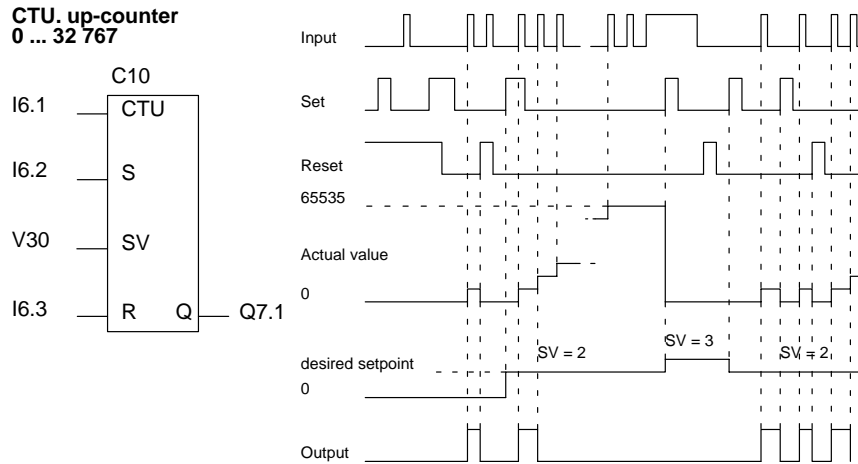 CTU. up-counter
0 ... 32 767
C10
I6.1 CTU
I6.2 S
V30 SV
I6.3 R Q Q7.1
Input
Set
Reset
65535
Actual value
0
SV = 2 SV = 3 SV = 2
desired setpoint
0
Output